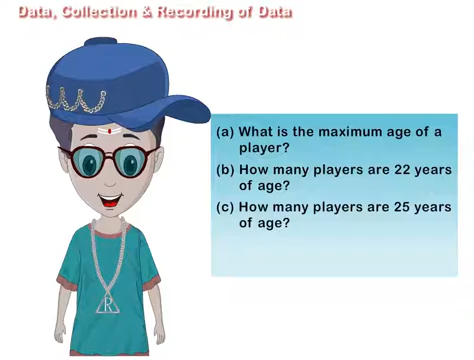 Data, Collection & Recording of Data
(a) What is the maximum age of a
player?
(b) How many players are 22 years
of age?
(c) How many players are 25 years
of age?
R